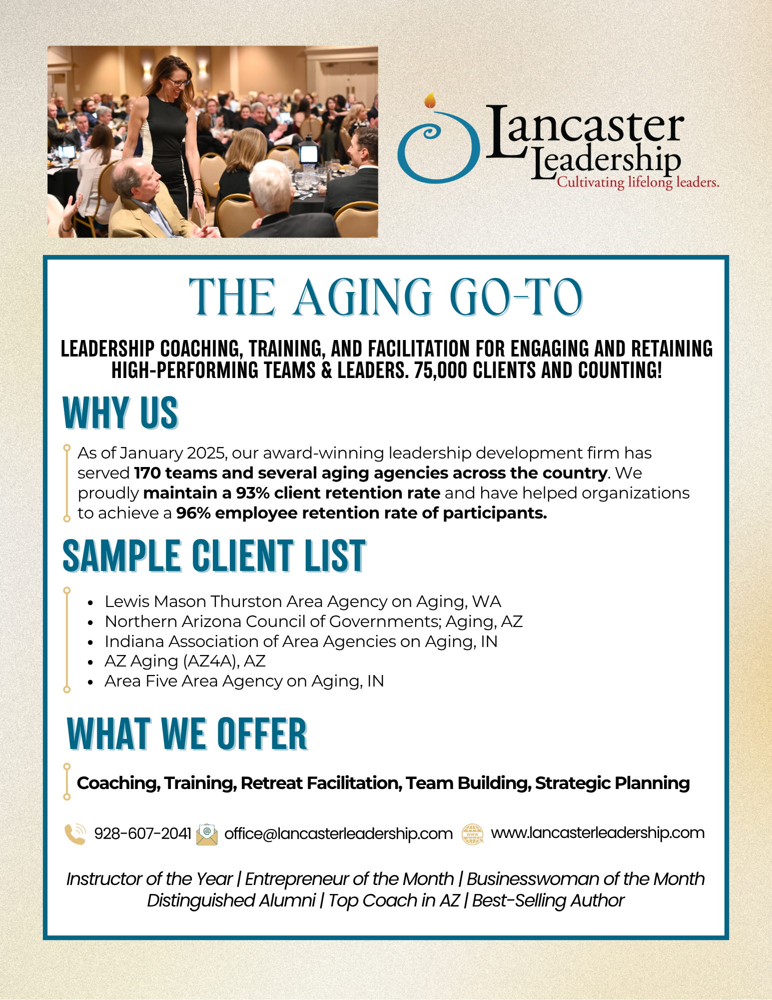 Lancaster
Leadership
Cultivating lifelong leaders.
THE AGING GO-TO
LEADERSHIP COACHING, TRAINING, AND FACILITATION FOR ENGAGING AND RETAINING
HIGH-PERFORMING TEAMS & LEADERS. 75,000 CLIENTS AND COUNTING!
WHY US
As of January 2025, our award-winning leadership development firm has
served 170 teams and several aging agencies across the country. We
proudly maintain a 93% client retention rate and have helped organizations
to achieve a 96% employee retention rate of participants.
SAMPLE CLIENT LIST
• Lewis Mason Thurston Area Agency on Aging, WA
• Northern Arizona Council of Governments; Aging, AZ
• Indiana Association of Area Agencies on Aging, IN
• AZ Aging (AZ4A), AZ
• Area Five Area Agency on Aging, IN
WHAT WE OFFER
Coaching, Training, Retreat Facilitation, Team Building, Strategic Planning
928-607-2041 @ office@lancasterleadership.com www www.lancasterleadership.com
Instructor of the Year | Entrepreneur of the Month | Businesswoman of the Month
Distinguished Alumni | Top Coach in AZ | Best-Selling Author